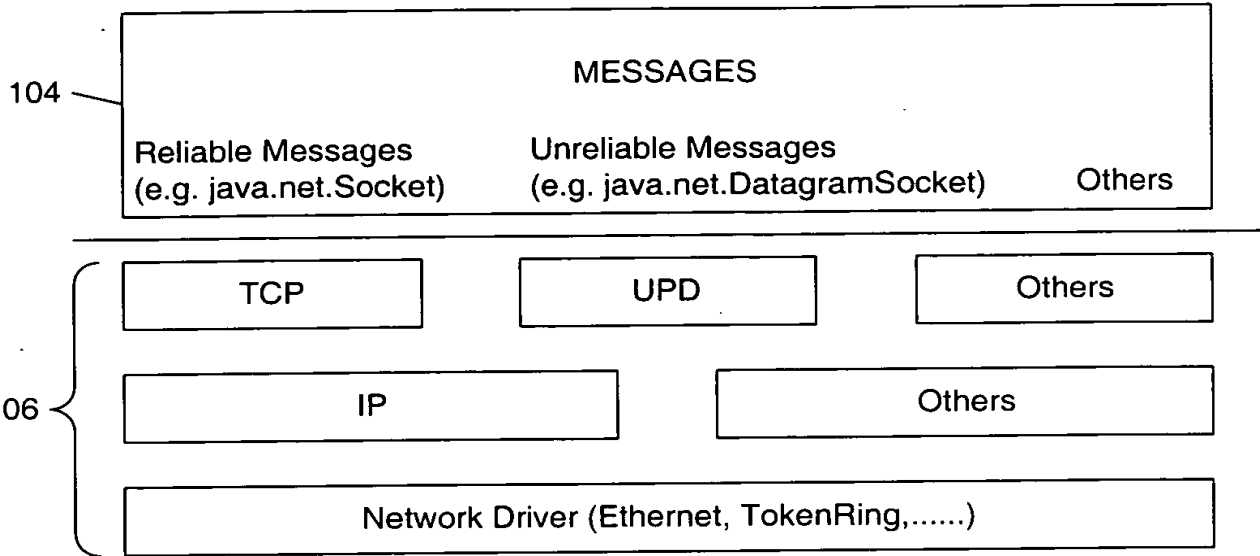 MESSAGES
104
Reliable Messages
(e.g. java.net.Socket)
Unreliable Messages
(e.g. java.net.DatagramSocket)
Others
TCP
UPD
Others
06
IP
Others
Network Driver (Ethernet, TokenRing,......)